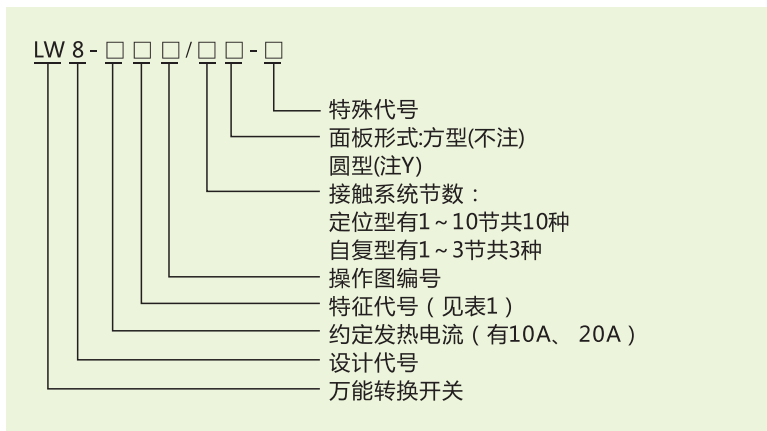 LW 8 - □ □ □ / □ □ - □
特殊代号
面板形式:方型(不注)
圆型(注Y)
接触系统节数：
定位型有1～10节共10种
自复型有1～3节共3种
操作图编号
特征代号（见表1）
约定发热电流（有10A、 20A）
设计代号
万能转换开关